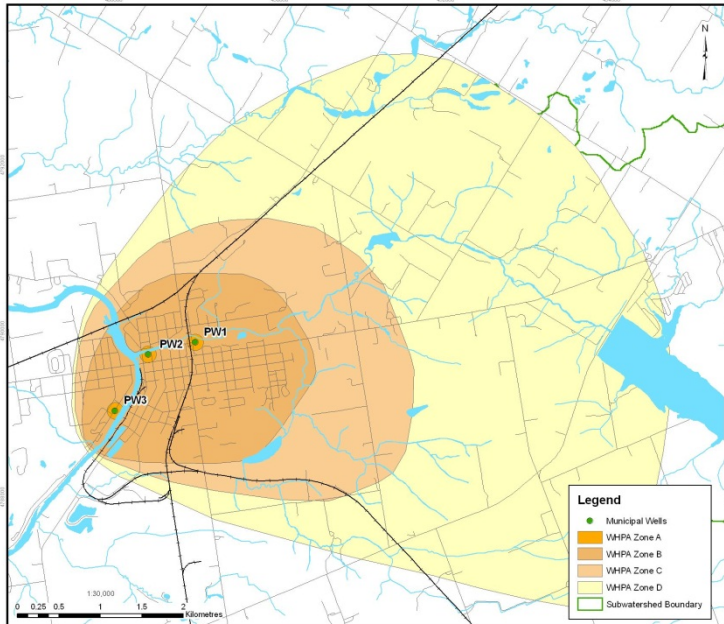 N
PW1
PW2
PW3
Legend
Municipal Wells
WHPA Zone A
WHPA Zone B
WHPA Zone C
WHPA Zone D
Subwatershed Boundary
1:30,000
0 0.25 0.5 1 1.5 2
Kilometres